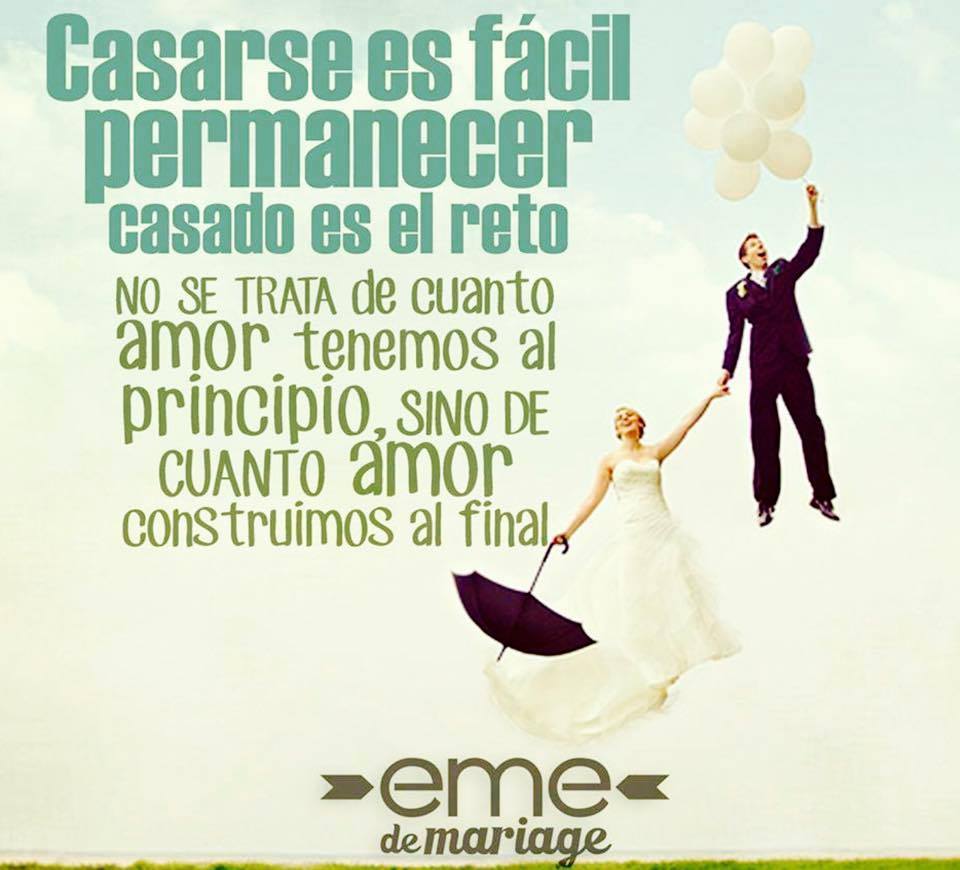 Casarse es fácil
permanecer
casado es el reto
NO SE TRATA de cuanto
amor tenemos al
principio, SINO DE
CUANTO amor
construimos al final
eme
de mariage